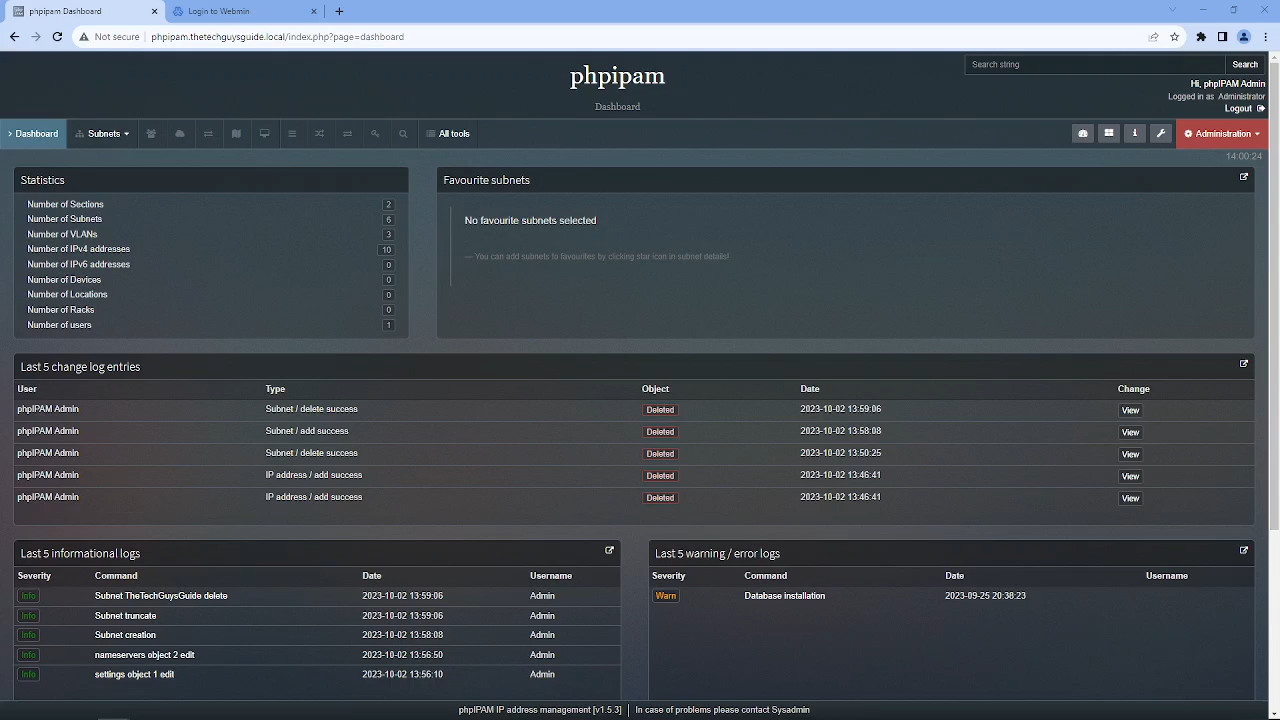 phpipam Dashboard
Login to Webmin
Not secure
phpipam.thetechguysguide.local/index.php?page=dashboard
phpipam
Dashboard
Search string
Search
Hi, phpIPAM Admin
Logged in as Administrator
Logout
> Dashboard
Subnets
All tools
Administration
14:00:24
Statistics
Number of Sections 2
Number of Subnets 6
Number of VLANs 3
Number of IPv4 addresses 10
Number of IPv6 addresses 0
Number of Devices 0
Number of Locations 0
Number of Racks 0
Number of users 1
Favourite subnets
No favourite subnets selected
— You can add subnets to favourites by clicking star icon in subnet details!
Last 5 change log entries
User Type Object Date Change
phpIPAM Admin Subnet / delete success Deleted 2023-10-02 13:59:06 View
phpIPAM Admin Subnet / add success Deleted 2023-10-02 13:58:08 View
phpIPAM Admin Subnet / delete success Deleted 2023-10-02 13:50:25 View
phpIPAM Admin IP address / add success Deleted 2023-10-02 13:46:41 View
phpIPAM Admin IP address / add success Deleted 2023-10-02 13:46:41 View
Last 5 informational logs
Severity Command Date Username
Info Subnet TheTechGuysGuide delete 2023-10-02 13:59:06 Admin
Info Subnet truncate 2023-10-02 13:59:06 Admin
Info Subnet creation 2023-10-02 13:58:08 Admin
Info nameservers object 2 edit 2023-10-02 13:56:50 Admin
Info settings object 1 edit 2023-10-02 13:56:10 Admin
Last 5 warning / error logs
Severity Command Date Username
Warn Database installation 2023-09-25 20:38:23
phpIPAM IP address management [v1.5.3] | In case of problems please contact Sysadmin